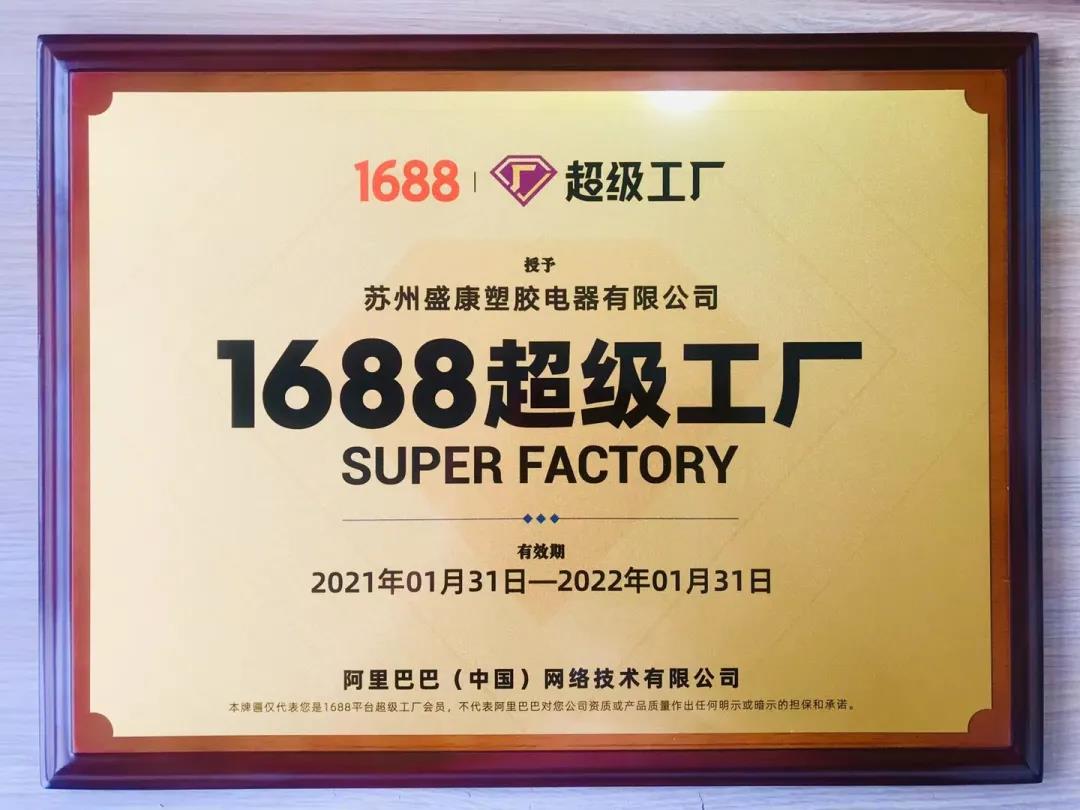 1688 | 超级工厂
授予
苏州盛康塑胶电器有限公司
1688超级工厂
SUPER FACTORY
有效期
2021年01月31日—2022年01月31日
阿里巴巴（中国）网络技术有限公司
本牌匾仅代表您是1688平台超级工厂会员，不代表阿里巴巴对您公司资质或产品质量作出任何明示或暗示的担保和承诺。